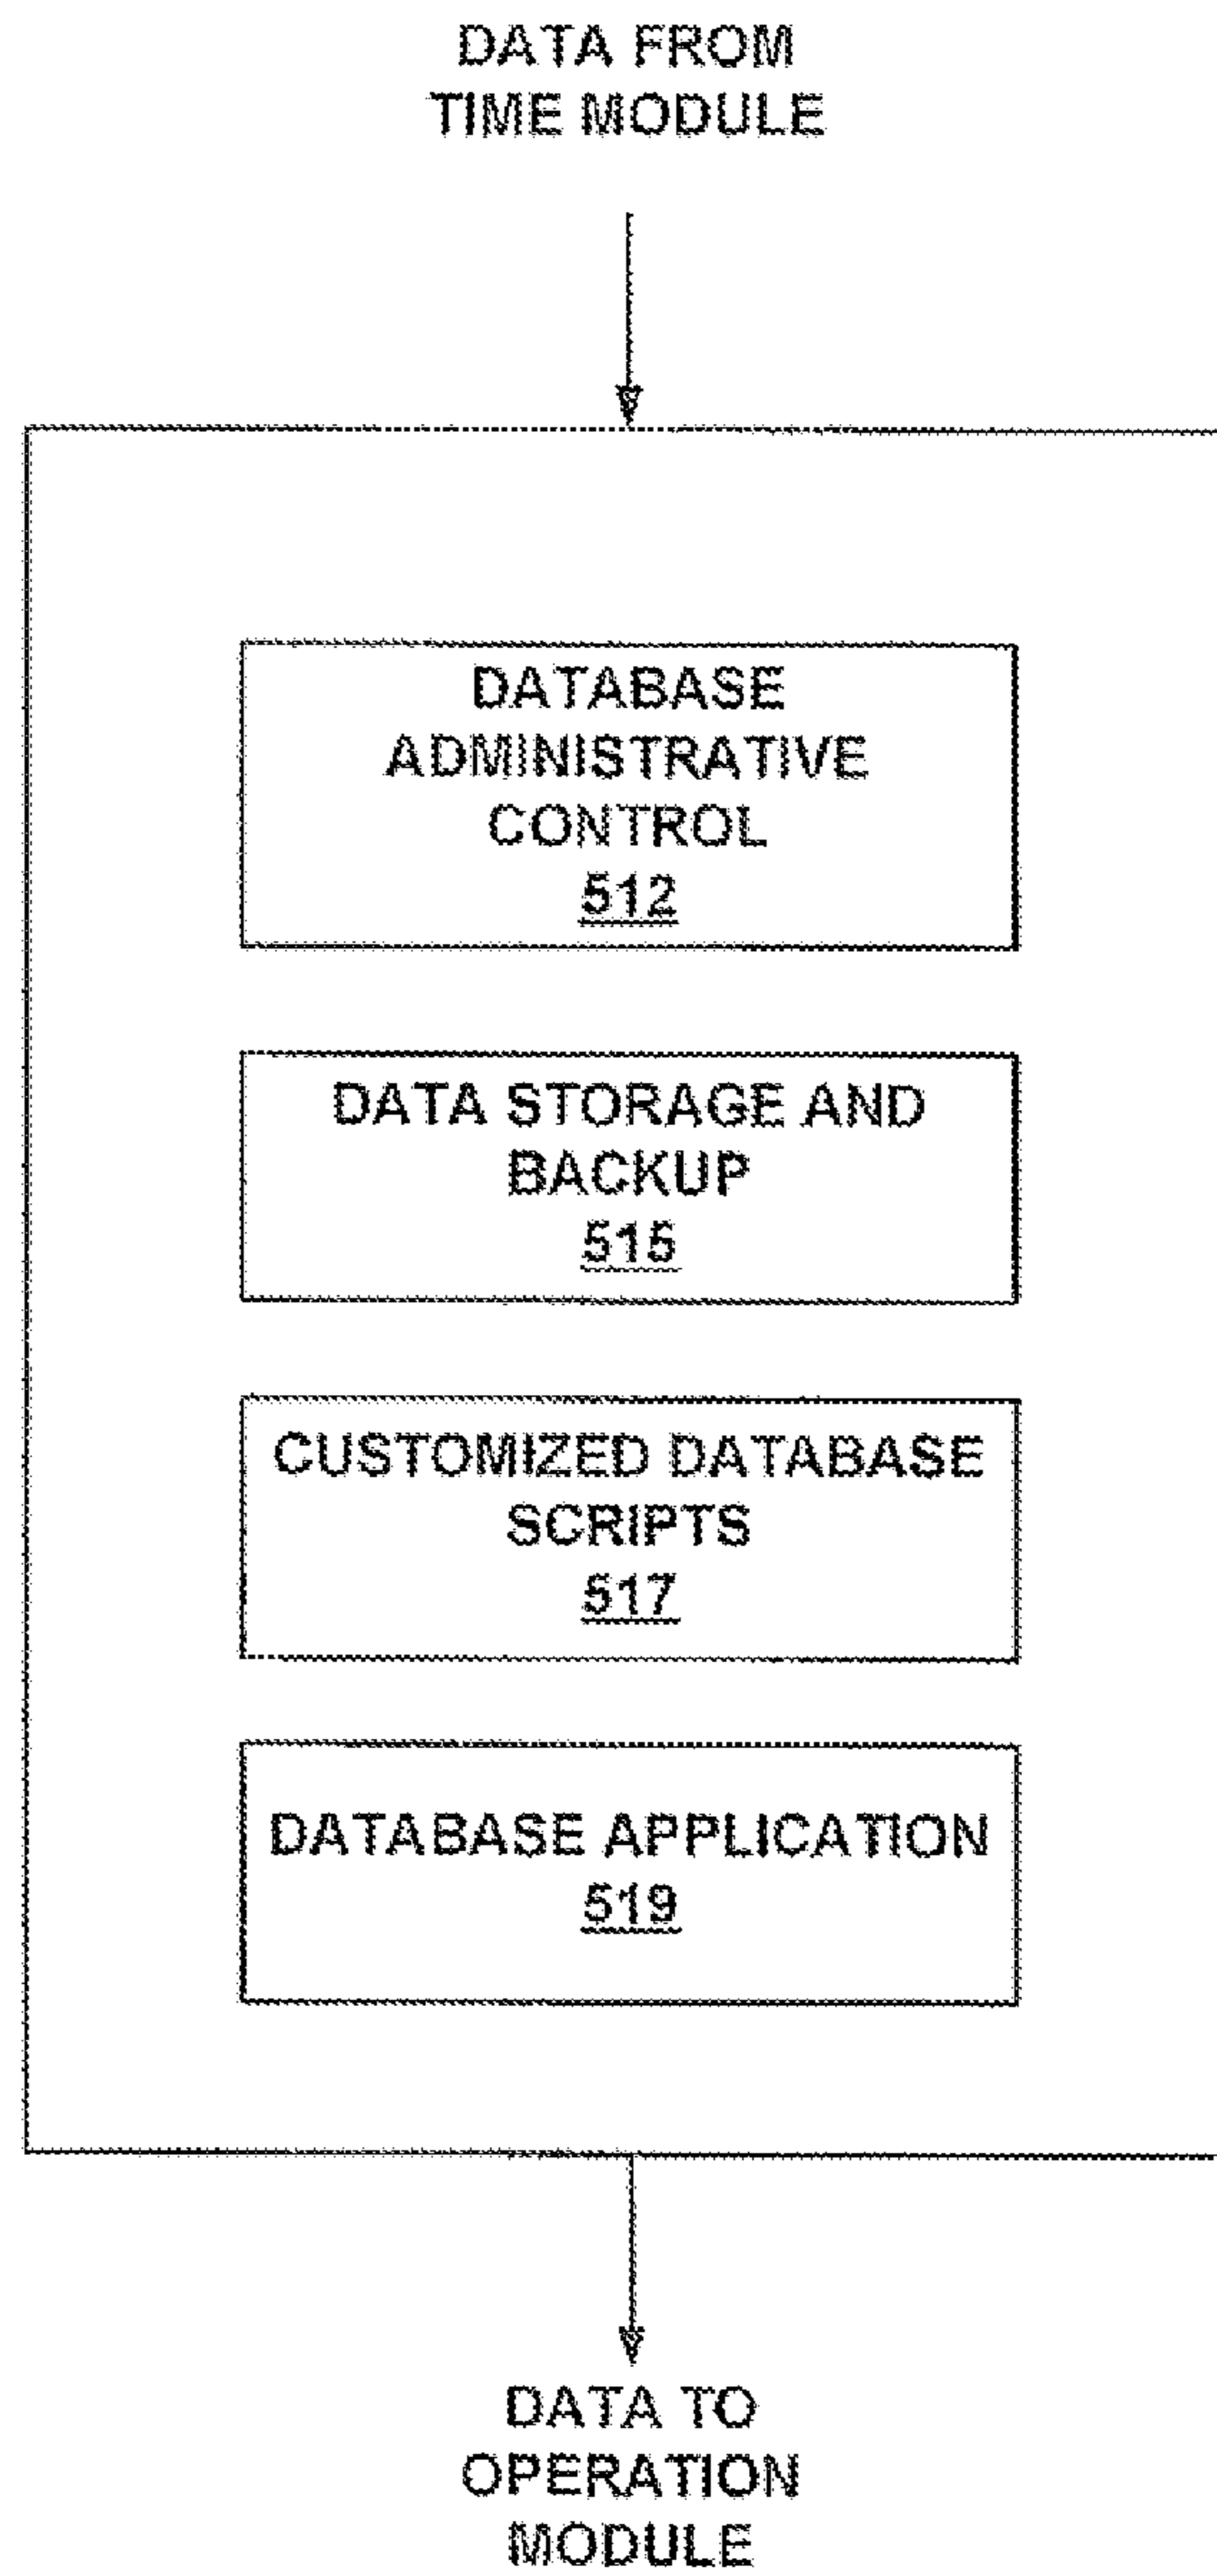 DATA FROM
TIME MODULE
DATABASE
ADMINISTRATIVE
CONTROL
512
DATA STORAGE AND
BACKUP
515
CUSTOMIZED DATABASE
SCRIPTS
517
DATABASE APPLICATION
519
DATA TO
OPERATION
MODULE